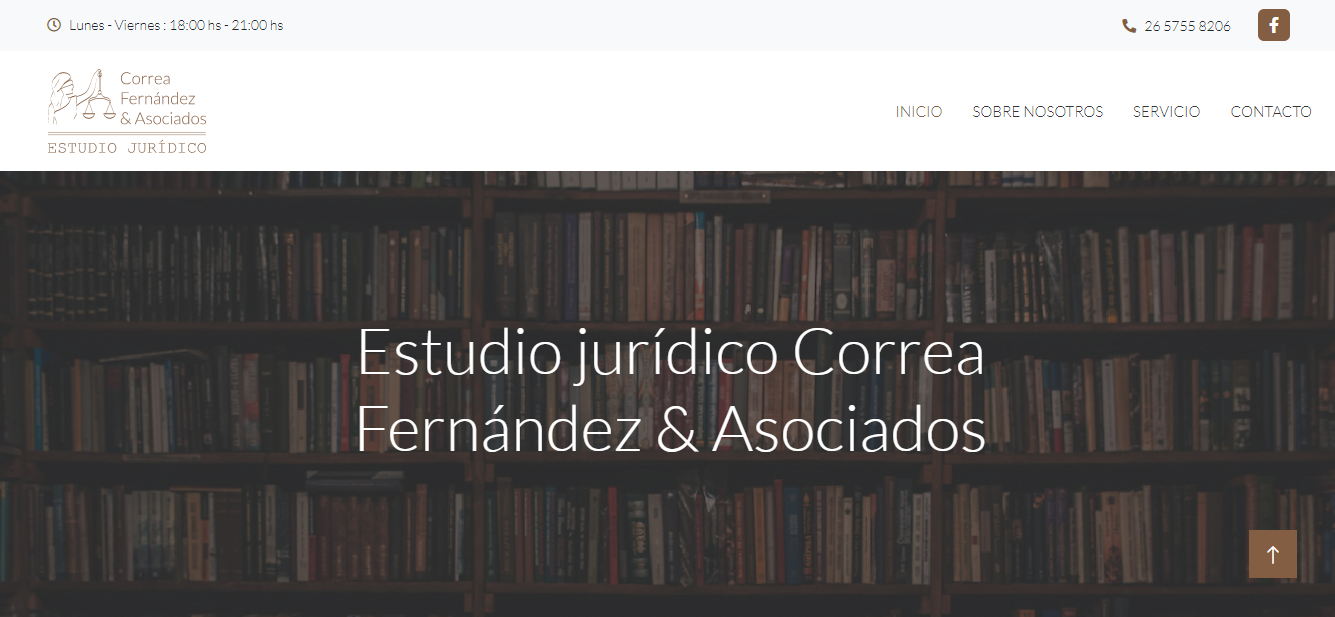 Lunes - Viernes : 18:00 hs - 21:00 hs
26 5755 8206
Correa
Fernández
& Asociados
ESTUDIO JURÍDICO
INICIO SOBRE NOSOTROS SERVICIO CONTACTO
Estudio jurídico Correa
Fernández & Asociados